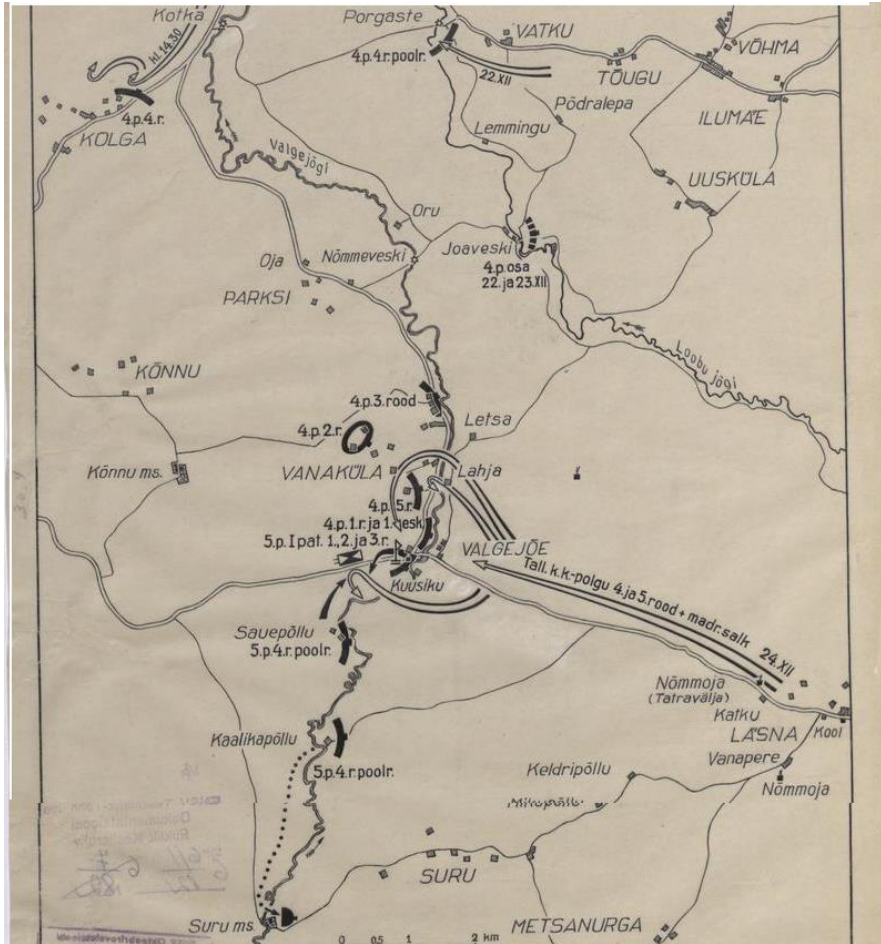 Kotka
Porgaste
VATKU
VÕHMA
kl.14.30
4.p.4.r.poolr.
22.XII
TÕUGU
Põdralepa
ILUMÄE
4.p.4.r.
KOLGA
Lemmingu
Valgejõgi
UUSKÜLA
Oru
Joaveski
4.p.osa
22. ja 23.XII
Oja
Nõmmeveski
PARKSI
Loobu jõgi
KÕNNU
4.p.3.rood
Letsa
4.p.2.r.
Kõnnu ms.
VANAKÜLA
Lahja
4.p.5.r.
4.p.1.r. ja 1.esk.
5.p.I pat. 1.,2. ja 3.r.
VALGEJÕE
Kuusiku
Tall. k.k.-polgu 4. ja 5.rood + madr.salk 24.XII
Sauepõllu
5.p.4.r.poolr.
Nõmmoja
(Tatravälja)
Katku
LÄSNA
Kool
Kaalikapõllu
5.p.4.r.poolr.
Keldripõllu
Vanapere
Nõmmoja
SURU
Suru ms.
METSANURGA
0 0.5 1 2 km